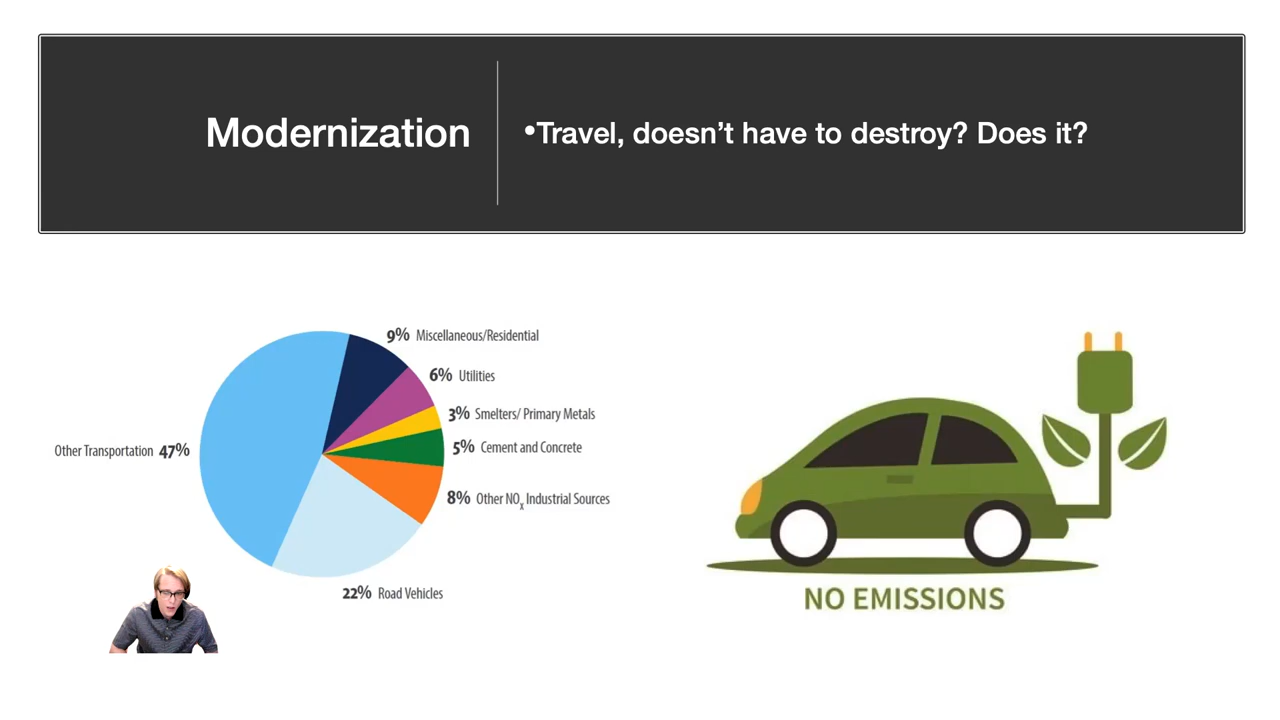 Modernization
•Travel, doesn't have to destroy? Does it?
9% Miscellaneous/Residential
6% Utilities
3% Smelters/ Primary Metals
Other Transportation 47%
5% Cement and Concrete
8% Other NOx Industrial Sources
22% Road Vehicles
NO EMISSIONS